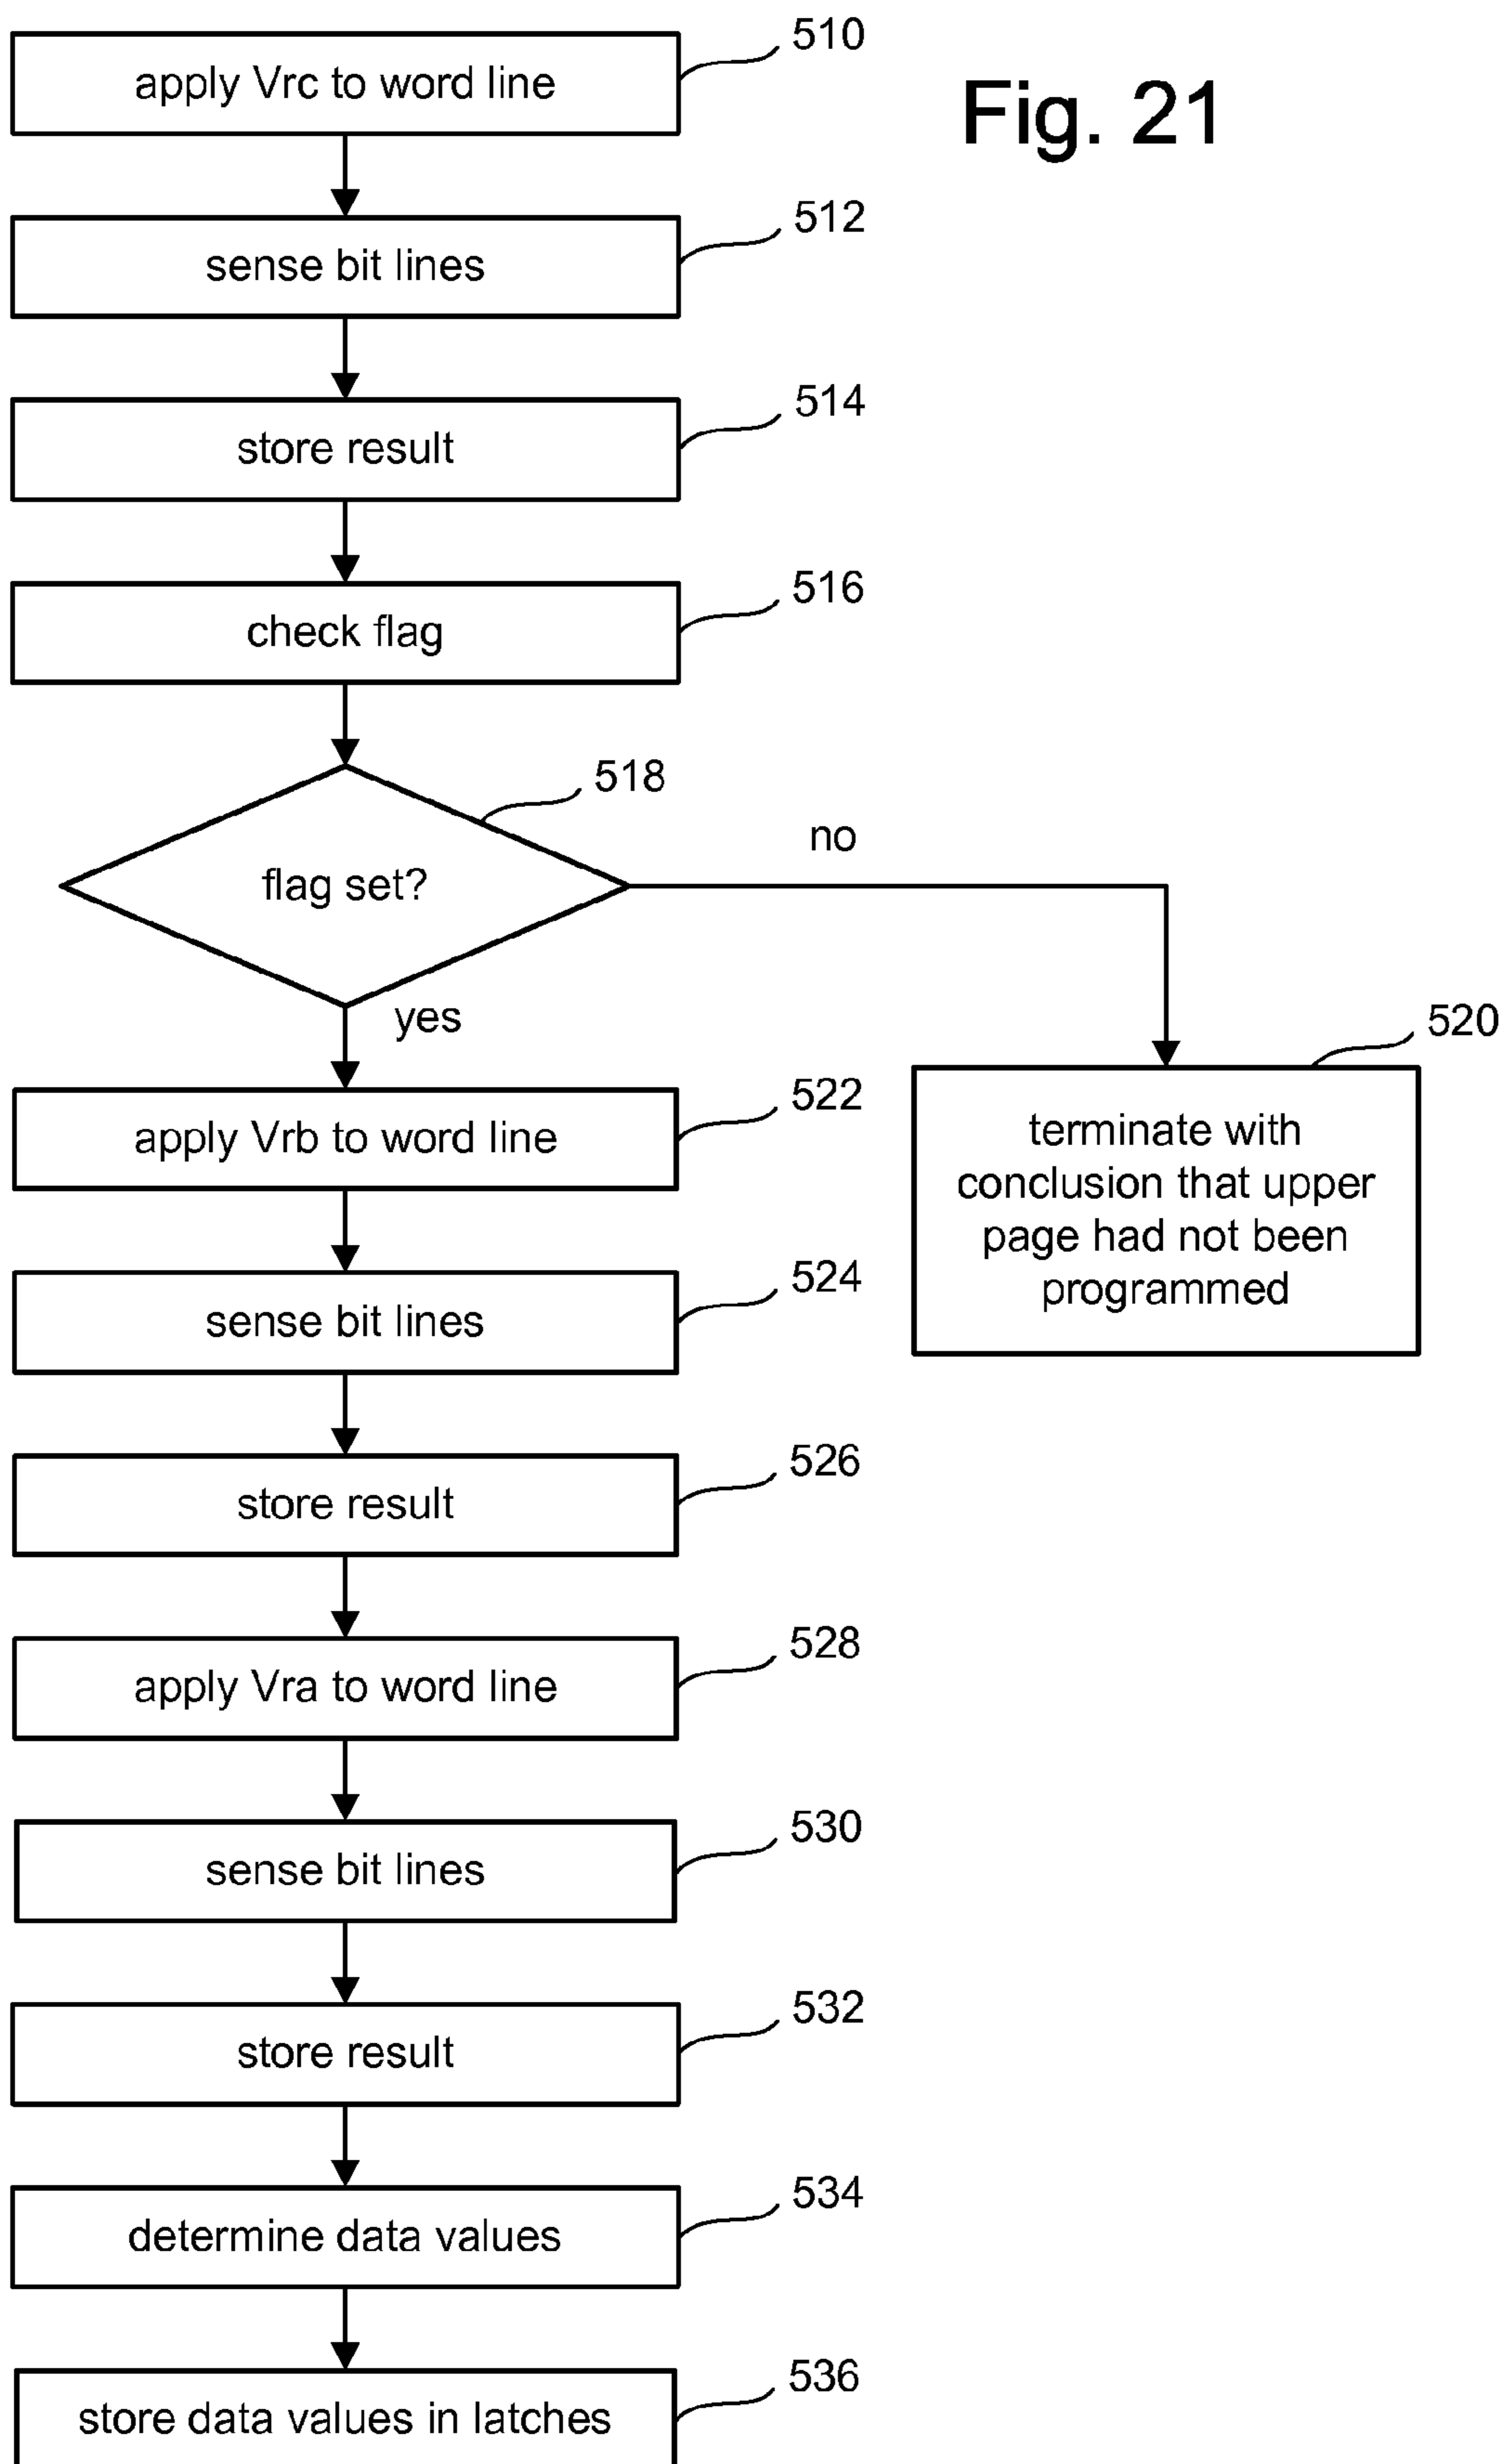 Fig. 21
510
apply Vrc to word line
512
sense bit lines
514
store result
516
check flag
518
flag set?
no
yes
520
terminate with
conclusion that upper
page had not been
programmed
522
apply Vrb to word line
524
sense bit lines
526
store result
528
apply Vra to word line
530
sense bit lines
532
store result
534
determine data values
536
store data values in latches